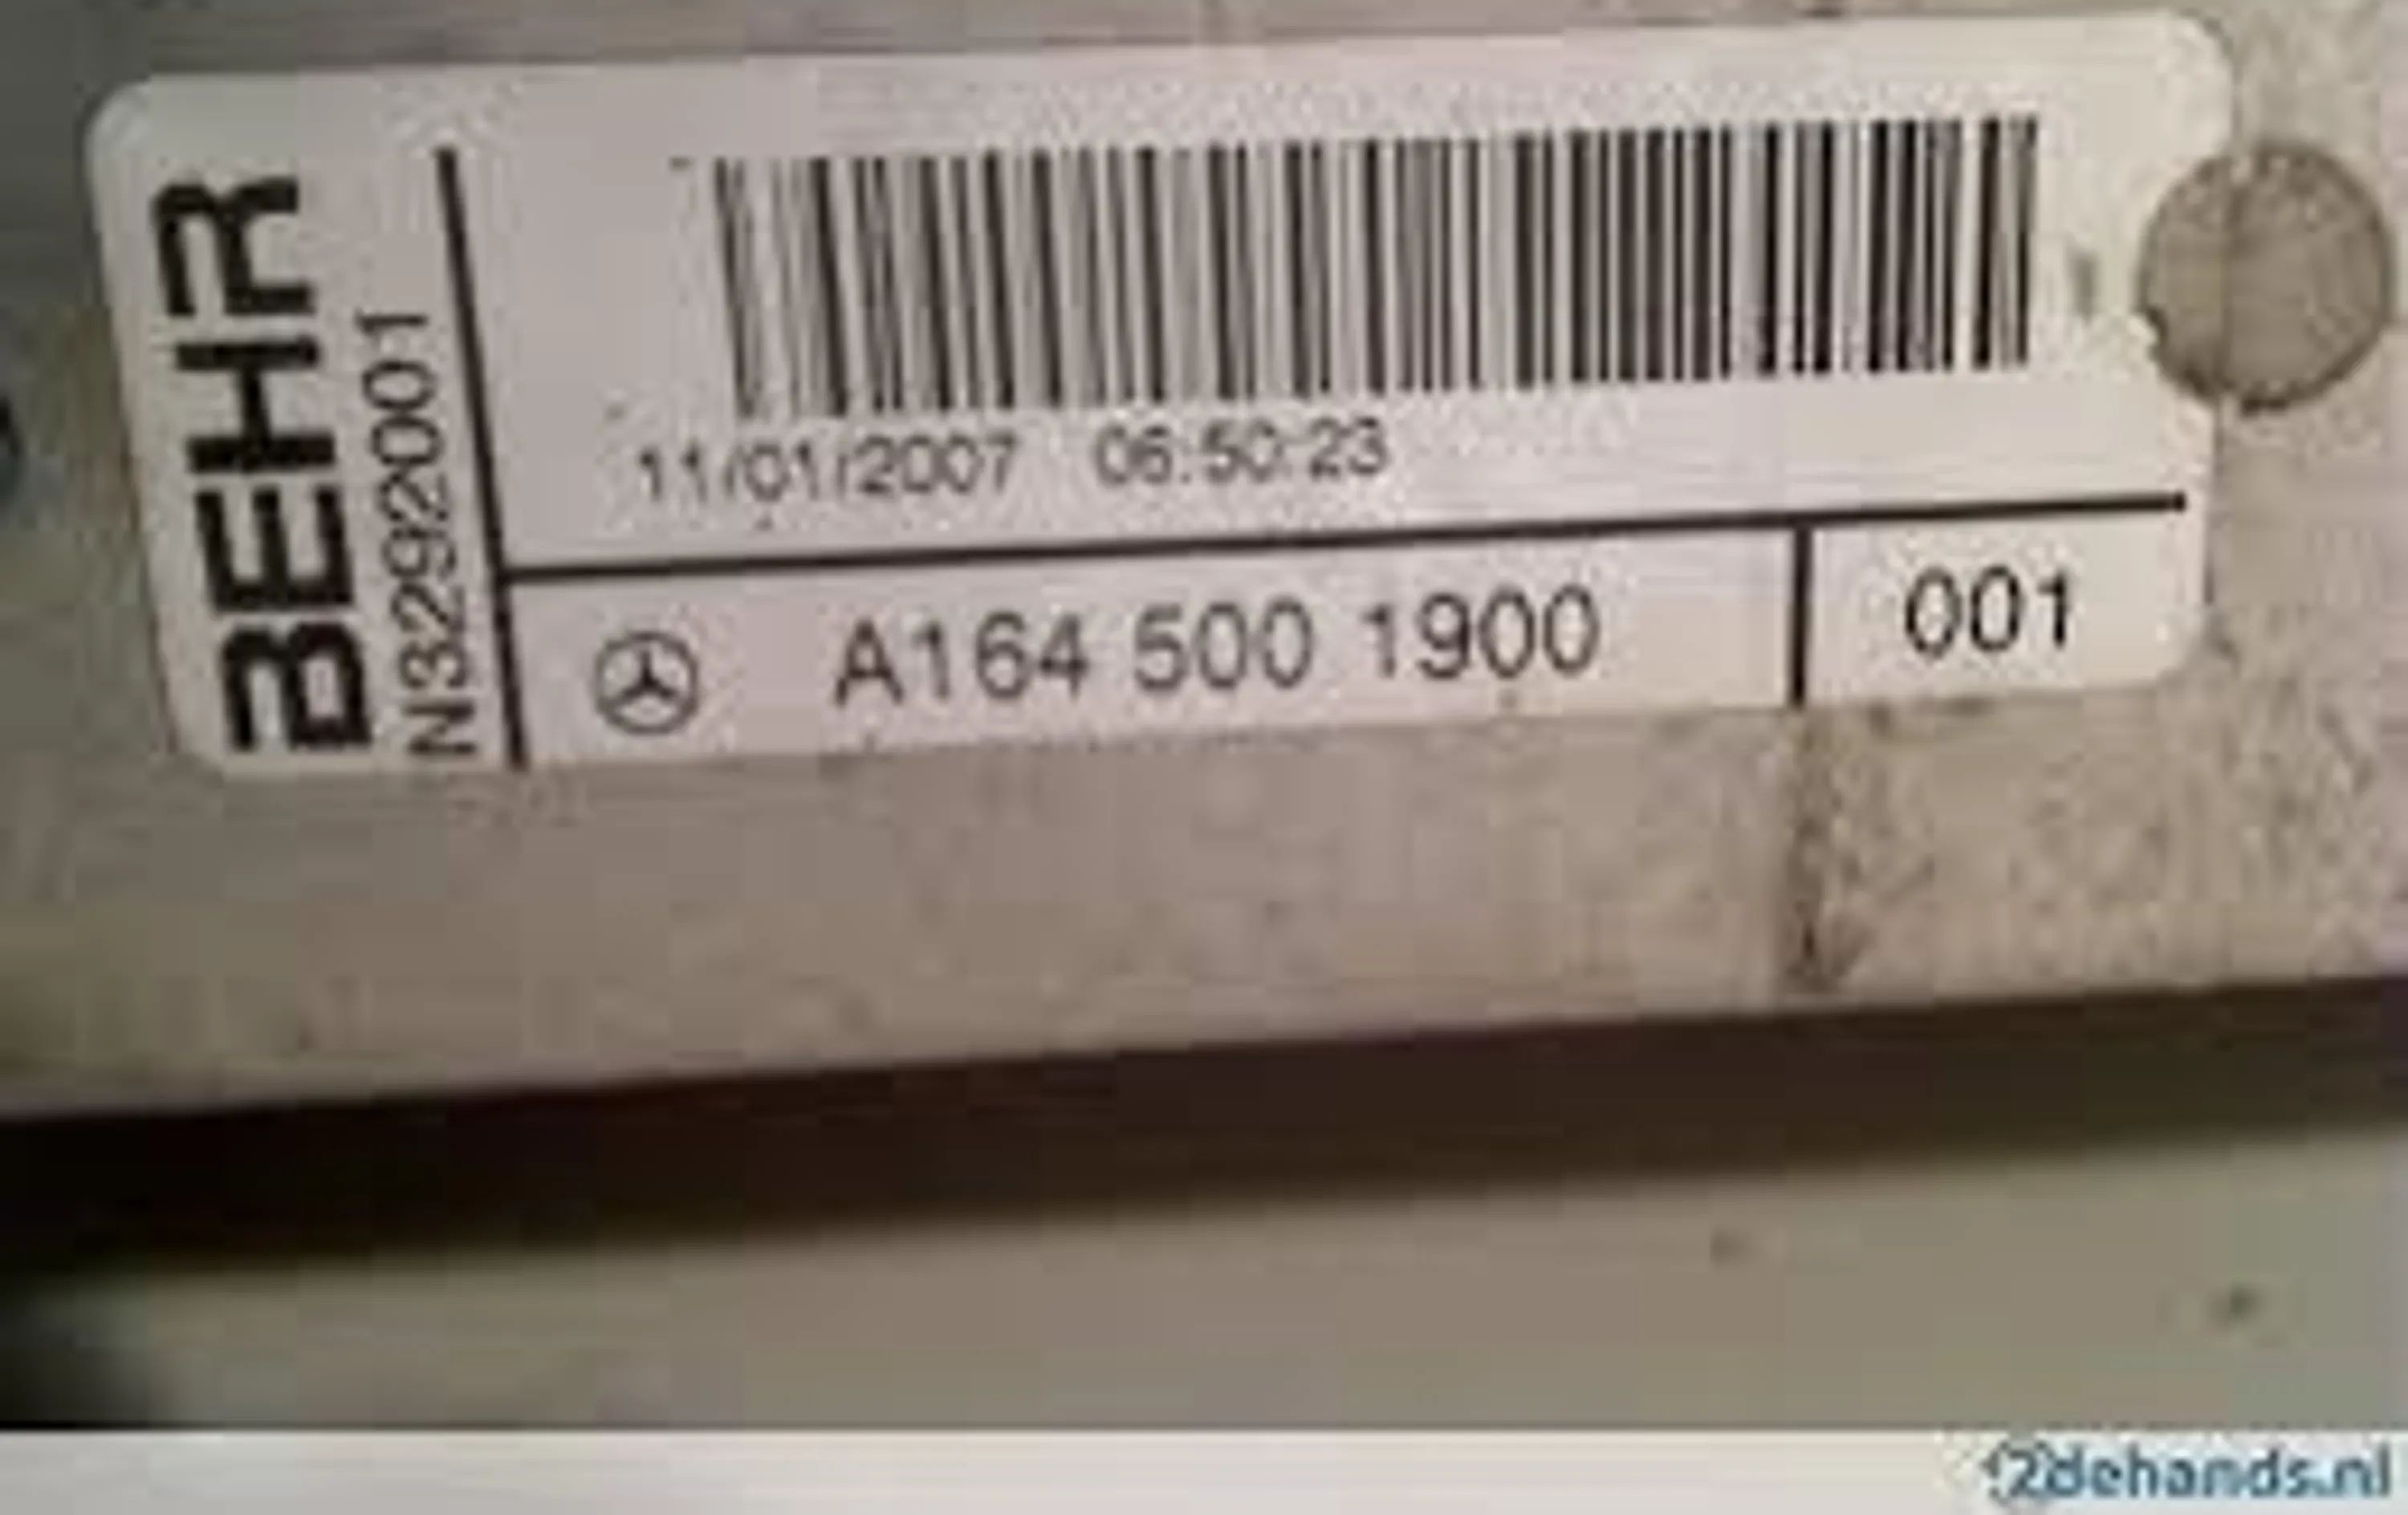 BEHR
N3292001
11/01/2007 06:50:23
A164 500 1900
001
2dehands.nl